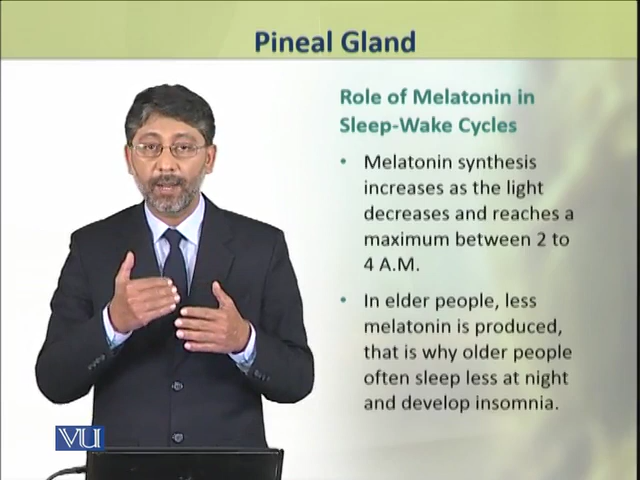 Pineal Gland
Role of Melatonin in
Sleep-Wake Cycles
• Melatonin synthesis
increases as the light
decreases and reaches a
maximum between 2 to
4 A.M.
• In elder people, less
melatonin is produced,
that is why older people
often sleep less at night
and develop insomnia.
VU